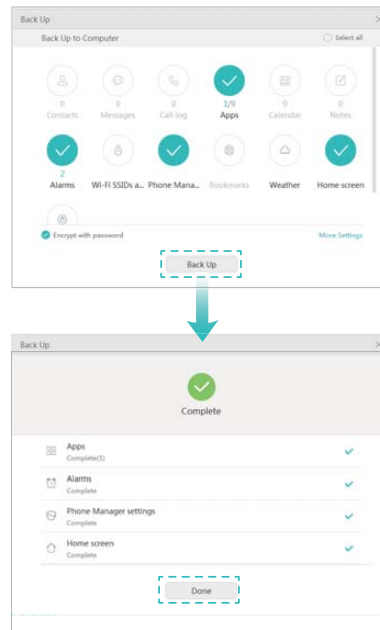 Back Up
Back Up to Computer
Select all
0 0 0 1/9 0 0
Contacts Messages Call log Apps Calendar Notes
2
Alarms Wi-Fi SSIDs a... Phone Mana... Bookmarks Weather Home screen
Encrypt with password
More Settings
Back Up
Back Up
Complete
Apps
Complete(1)
Alarms
Complete
Phone Manager settings
Complete
Home screen
Complete
Done